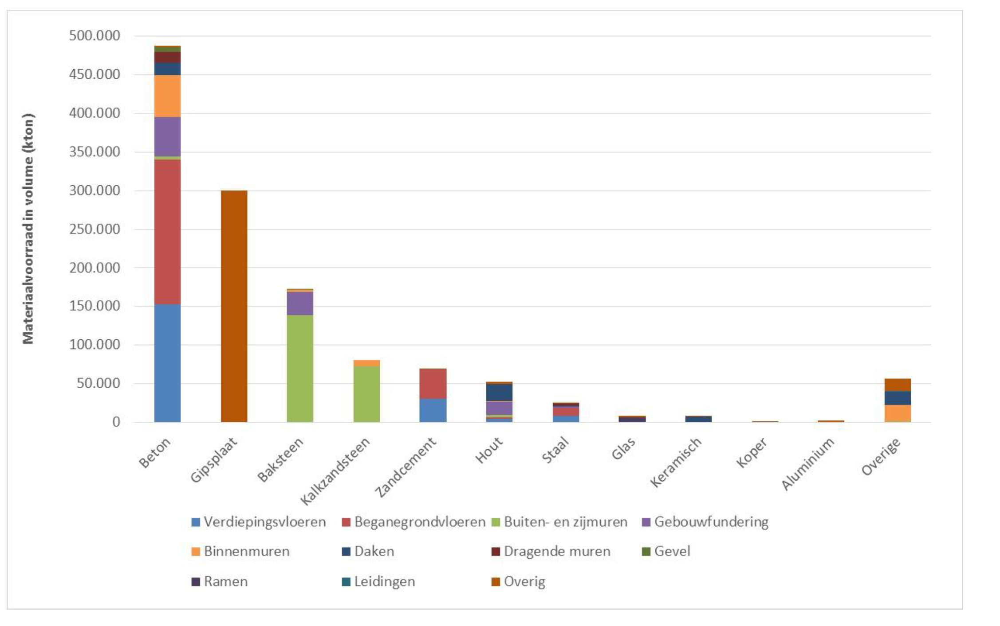 Materiaalvoorraad in volume (kton)
500.000
450.000
400.000
350.000
300.000
250.000
200.000
150.000
100.000
50.000
0
Beton
Gipsplaat
Baksteen
Kalkzandsteen
Zandcement
Hout
Staal
Glas
Keramisch
Koper
Aluminium
Overige
Verdiepingsvloeren Beganegrondvloeren Buiten- en zijmuren Gebouwfundering
Binnenmuren Daken Dragende muren Gevel
Ramen Leidingen Overig